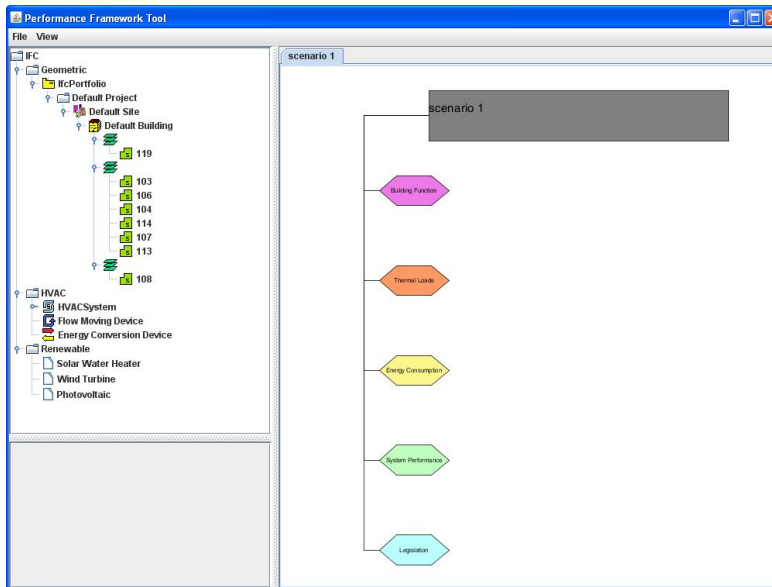 Performance Framework Tool
File View
IFC
Geometric
IfcPortfolio
Default Project
Default Site
Default Building
119
103
106
104
114
107
113
108
HVAC
HVACSystem
Flow Moving Device
Energy Conversion Device
Renewable
Solar Water Heater
Wind Turbine
Photovoltaic
scenario 1
scenario 1
Building Function
Thermal Loads
Energy Consumption
System Performance
Legislation